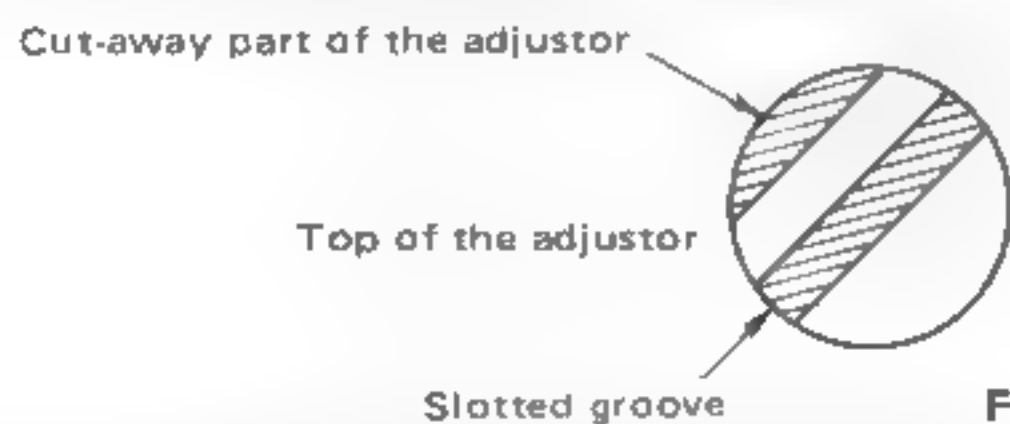 Cut-away part of the adjustor
Top of the adjustor
Slotted groove
F